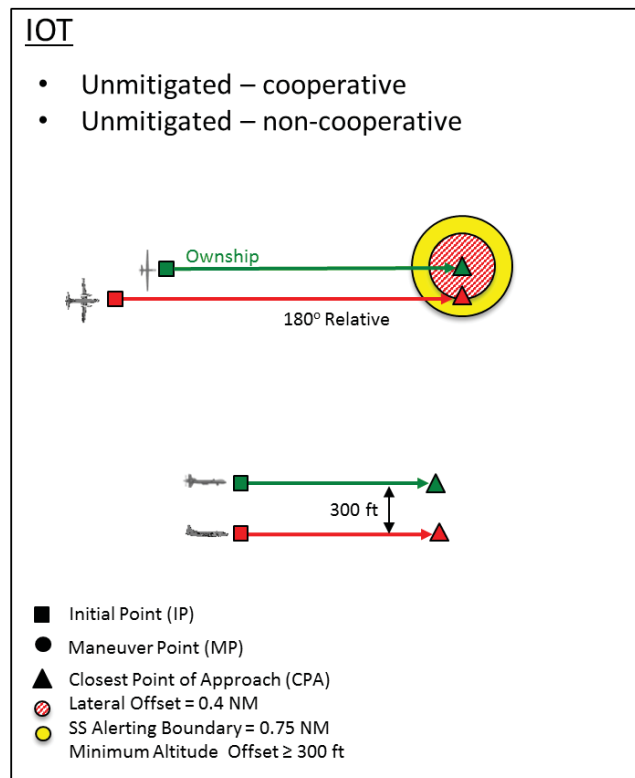 IOT
• Unmitigated – cooperative
• Unmitigated – non-cooperative
Ownship
180° Relative
300 ft
Initial Point (IP)
Maneuver Point (MP)
Closest Point of Approach (CPA)
Lateral Offset = 0.4 NM
SS Alerting Boundary = 0.75 NM
Minimum Altitude Offset ≥ 300 ft